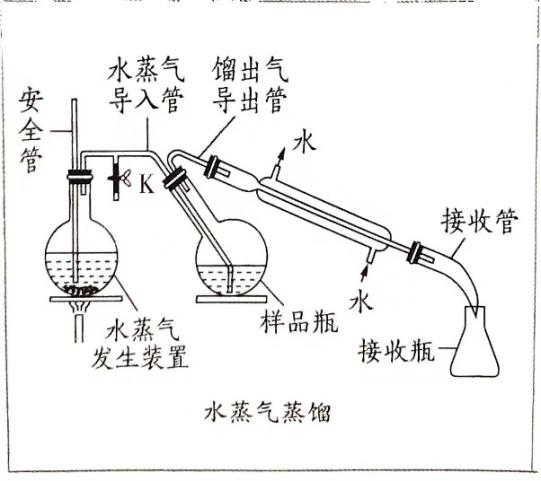 水蒸气
导入管
馏出气
导出管
安全管
水
K
接收管
水
样品瓶
水蒸气
发生装置
接收瓶
水蒸气蒸馏